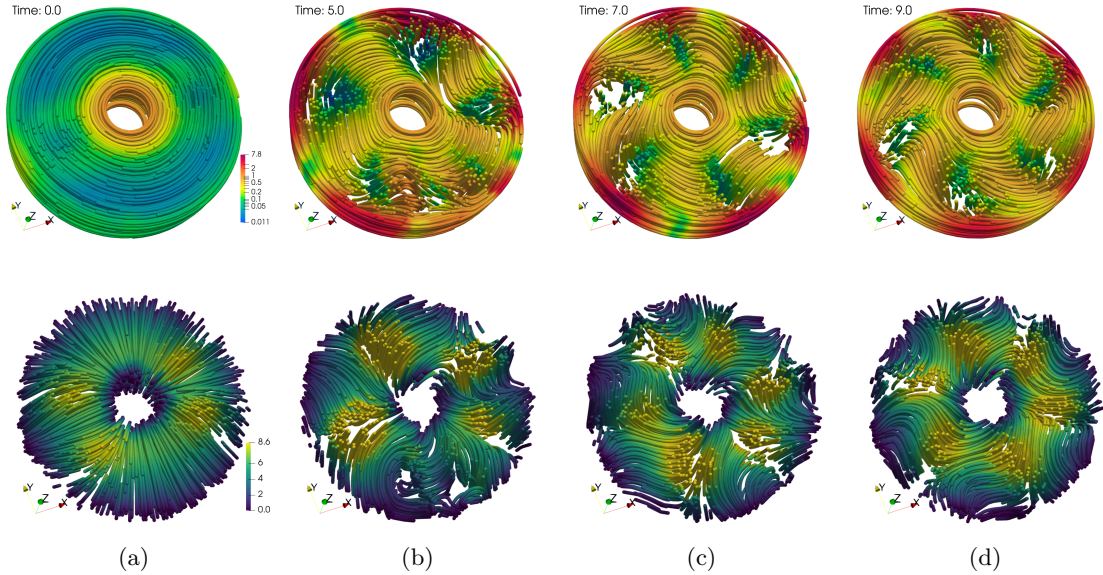 Time: 0.0
Time: 5.0
Time: 7.0
Time: 9.0
7.8
2
1
0.5
0.2
0.1
0.05
0.011
Y Z X
Y Z X
Y Z X
Y Z X
8.6
6
4
2
0.0
Y Z X
Y Z X
Y Z X
Y Z X
(a)
(b)
(c)
(d)